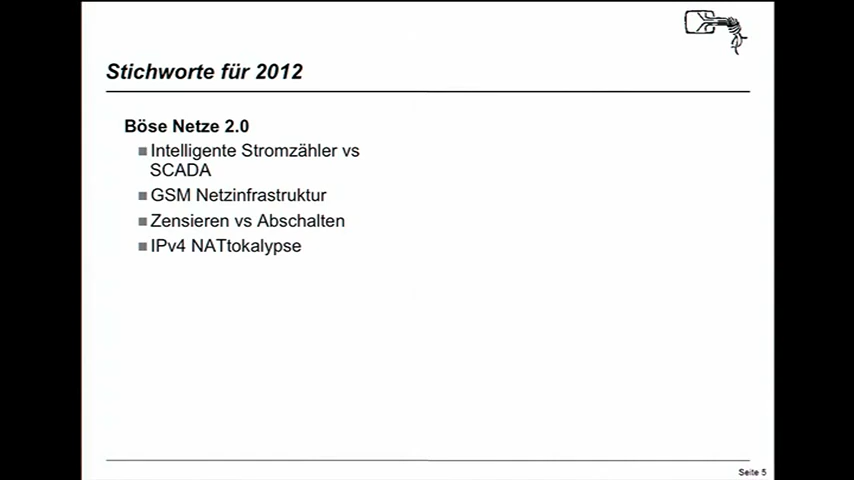 Stichworte für 2012
Böse Netze 2.0
Intelligente Stromzähler vs
SCADA
GSM Netzinfrastruktur
Zensieren vs Abschalten
IPv4 NATtokalypse
Seite 5